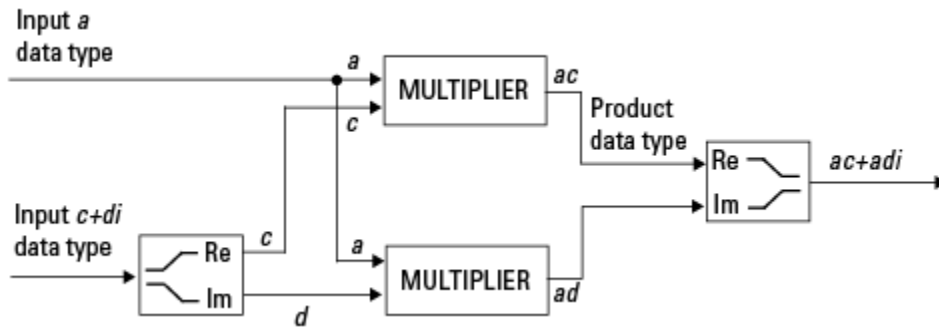 Input a
data type
a
MULTIPLIER
ac
c
Product
data type
Re
Im
ac+adi
Input c+di
data type
Re
Im
c
d
a
MULTIPLIER
ad